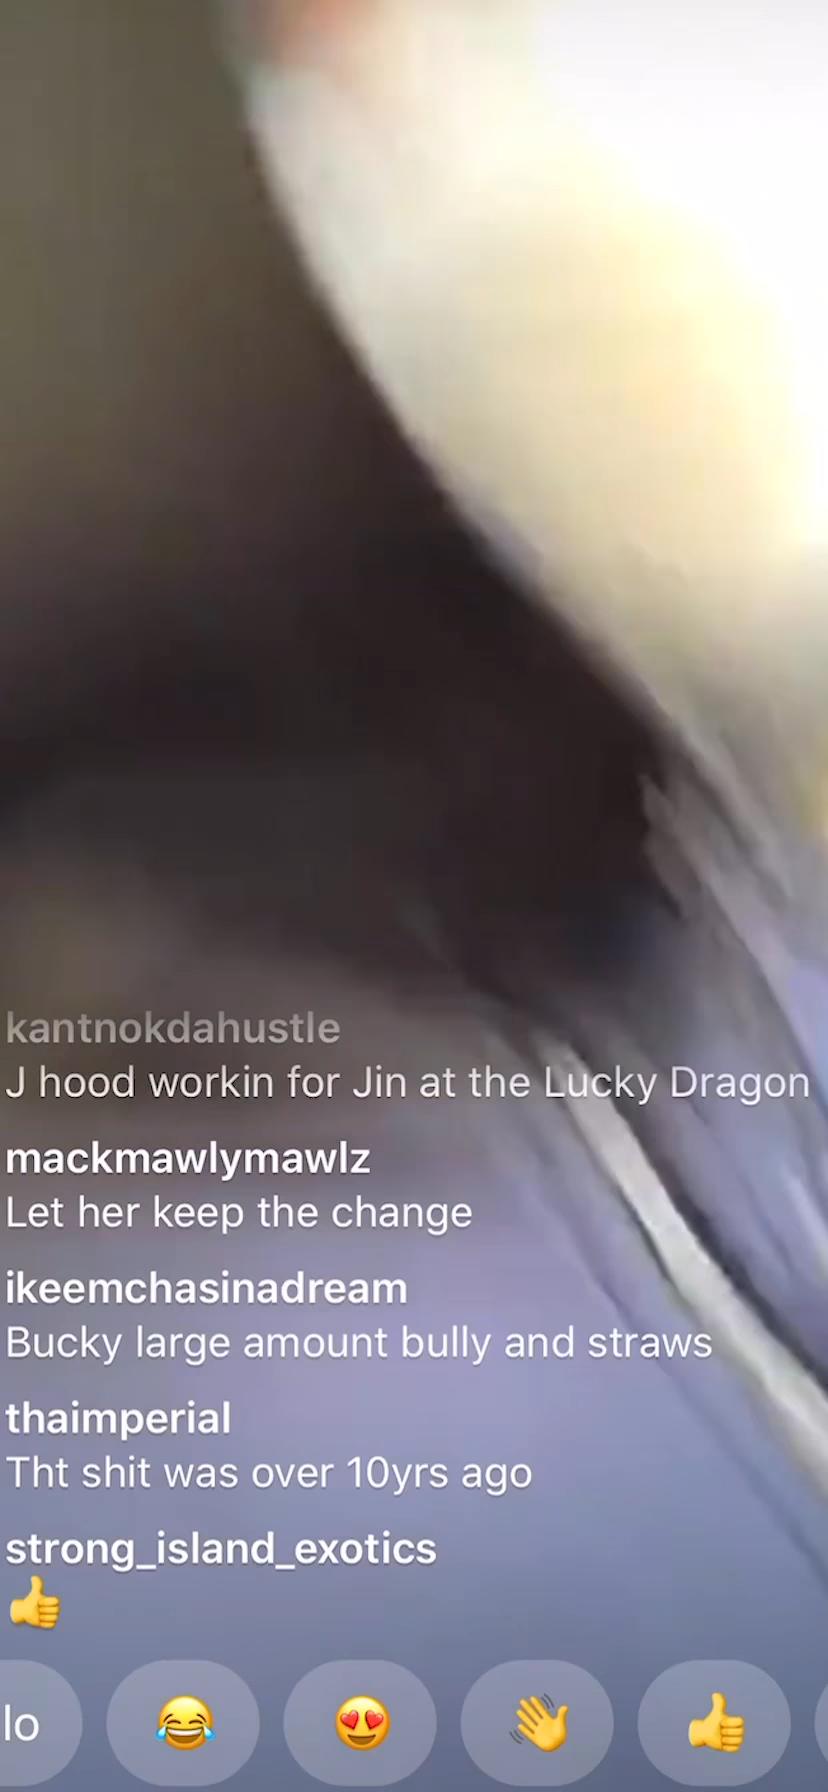 kantnokdahustle
J hood workin for Jin at the Lucky Dragon
mackmawlymawlz
Let her keep the change
ikeemchasinadream
Bucky large amount bully and straws
thaimperial
Tht shit was over 10yrs ago
strong_island_exotics
👍
lo 😂 😍 👋 👍